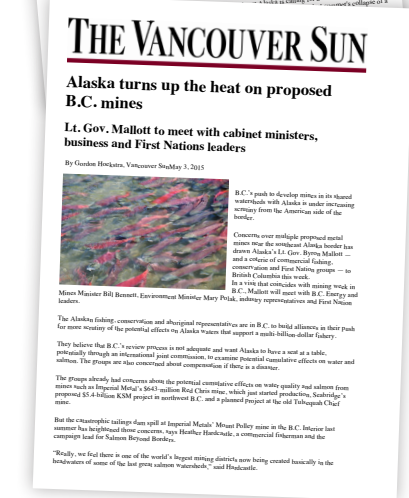 THE VANCOUVER SUN
Alaska turns up the heat on proposed
B.C. mines
Lt. Gov. Mallott to meet with cabinet ministers,
business and First Nations leaders
By Gordon Hoekstra, Vancouver SunMay 3, 2015
B.C.'s push to develop mines in its shared
watersheds with Alaska is under increasing
scrutiny from the American side of the
border.
Concerns over multiple proposed metal
mines near the southeast Alaska border has
drawn Alaska's Lt. Gov. Byron Mallott —
and a coterie of commercial fishing,
conservation and First Nation groups — to
British Columbia this week.
In a visit that coincides with mining week in
B.C., Mallott will meet with B.C. Energy and
Mines Minister Bill Bennett, Environment Minister Mary Polak, industry representatives and First Nation
leaders.
The Alaskan fishing, conservation and aboriginal representatives are in B.C. to build alliances in their push
for more scrutiny of the potential effects on Alaska waters that support a multi-billion-dollar fishery.
They believe that B.C.'s review process is not adequate and want Alaska to have a seat at a table,
potentially through an international joint commission, to examine potential cumulative effects on water and
salmon. The groups are also concerned about compensation if there is a disaster.
The groups already had concerns about the potential cumulative effects on water quality and salmon from
mines such as Imperial Metal's $643-million Red Chris mine, which just started production, Seabridge's
proposed $5.4-billion KSM project in northwest B.C. and a planned project at the old Tulsequah Chief
mine.
But the catastrophic tailings dam spill at Imperial Metals' Mount Polley mine in the B.C. Interior last
summer has heightened those concerns, says Heather Hardcastle, a commercial fisherman and the
campaign lead for Salmon Beyond Borders.
"Really, we feel there is one of the world's largest mining districts now being created basically in the
headwaters of some of the last great salmon watersheds," said Hardcastle.